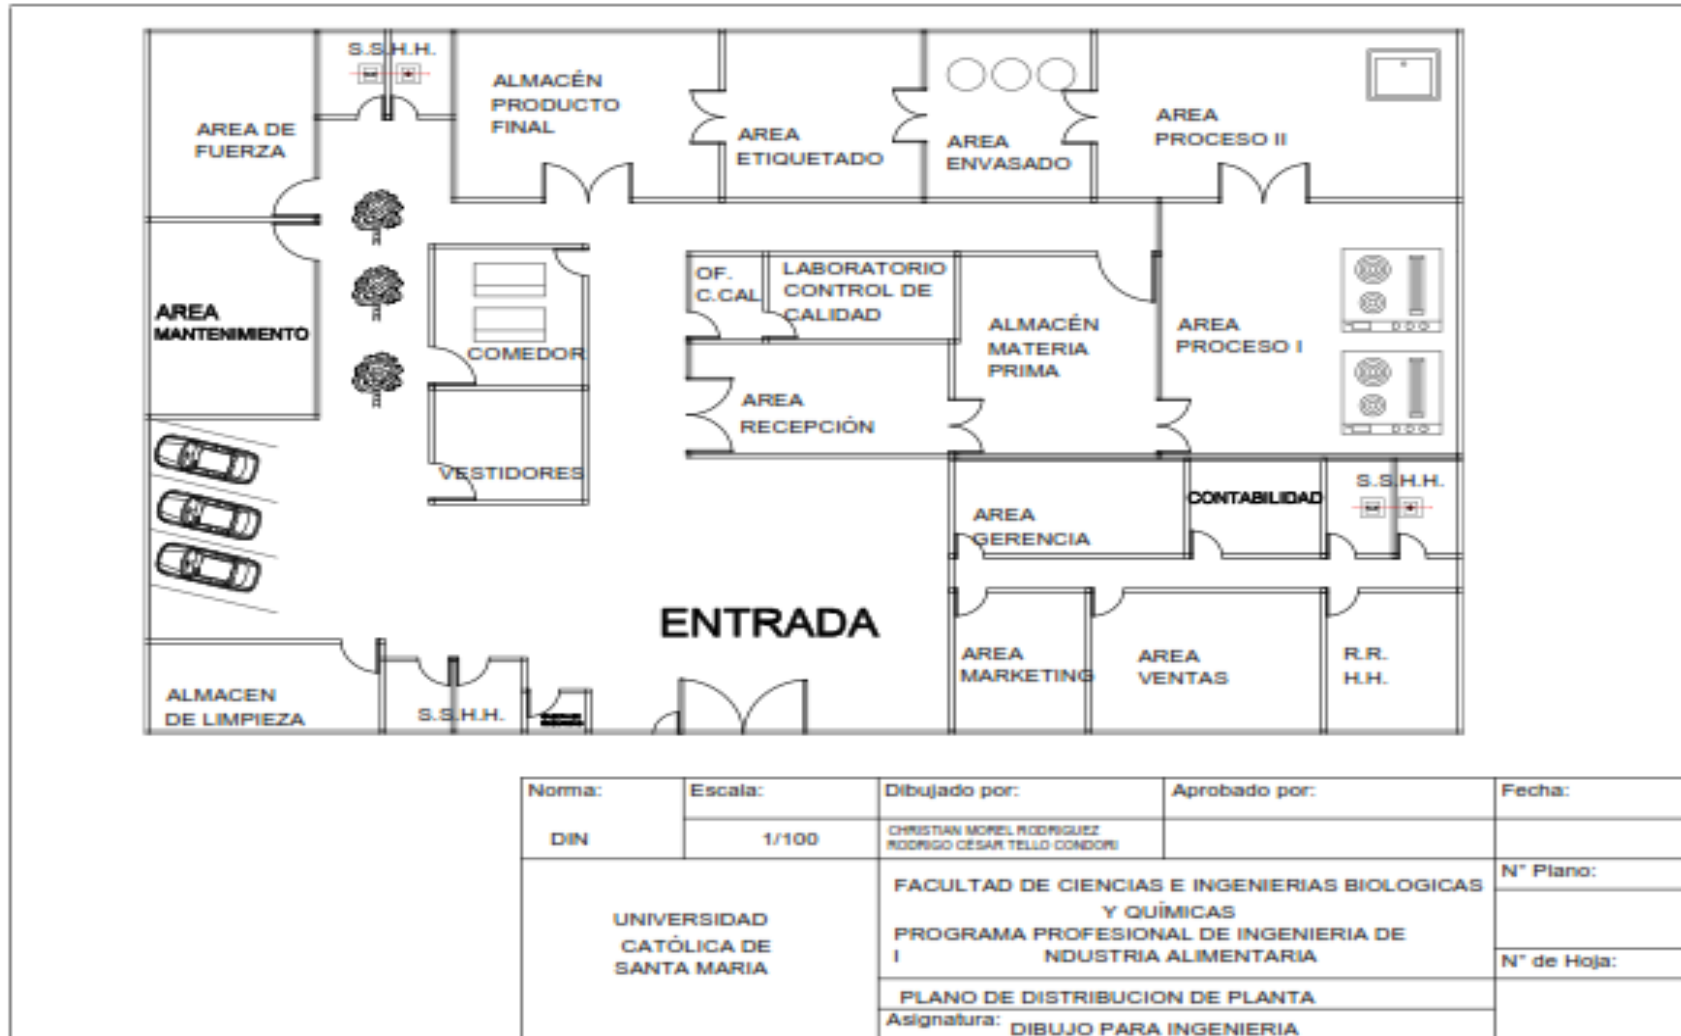 S.S.H.H.
ALMACÉN
PRODUCTO
FINAL
AREA DE
FUERZA
AREA
ETIQUETADO
AREA
ENVASADO
AREA
PROCESO II
AREA
MANTENIMIENTO
COMEDOR
VESTIDORES
OF.
C.CAL
LABORATORIO
CONTROL DE
CALIDAD
ALMACÉN
MATERIA
PRIMA
AREA
PROCESO I
AREA
RECEPCIÓN
AREA
GERENCIA
CONTABILIDAD
S.S.H.H.
ENTRADA
AREA
MARKETING
AREA
VENTAS
R.R.
H.H.
ALMACEN
DE LIMPIEZA
S.S.H.H.
Norma:
DIN
Escala:
1/100
Dibujado por:
CHRISTIAN MOREL RODRIGUEZ
RODRIGO CÉSAR TELLO CONDORI
Aprobado por:
Fecha:
UNIVERSIDAD
CATÓLICA DE
SANTA MARIA
FACULTAD DE CIENCIAS E INGENIERIAS BIOLOGICAS
Y QUÍMICAS
PROGRAMA PROFESIONAL DE INGENIERIA DE
I NDUSTRIA ALIMENTARIA
PLANO DE DISTRIBUCION DE PLANTA
Asignatura: DIBUJO PARA INGENIERIA
N° Plano:
N° de Hoja: